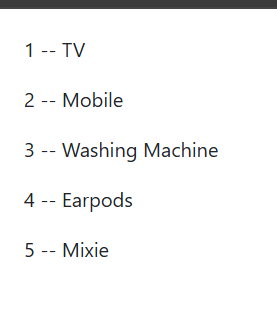 1 -- TV
2 -- Mobile
3 -- Washing Machine
4 -- Earpods
5 -- Mixie